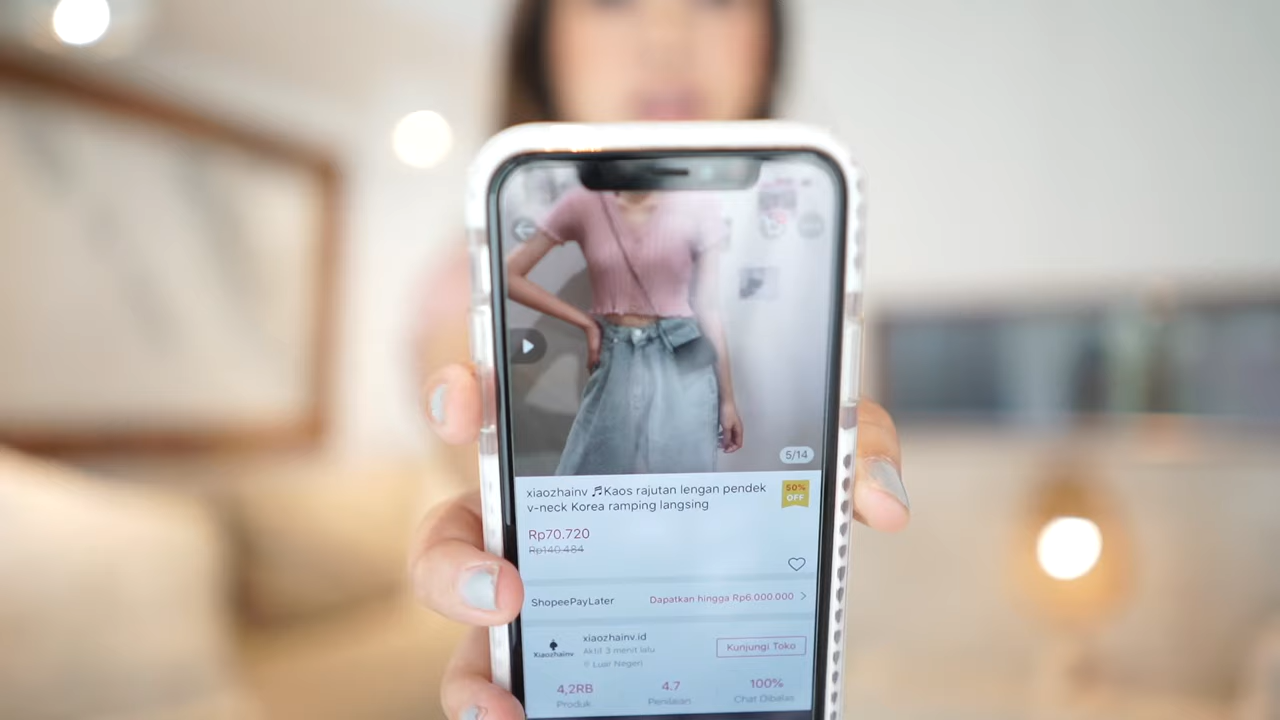 5/14
xiaozhainv 🎵Kaos rajutan lengan pendek
v-neck Korea ramping langsing
50%
OFF
Rp70.720
Rp140.484
ShopeePayLater
Dapatkan hingga Rp6.000.000 >
Xiaozhainv
xiaozhainv.id
Aktif 3 menit lalu
Luar Negeri
Kunjungi Toko
4,2RB
4.7
100%
Produk
Penilaian
Chat Dibalas